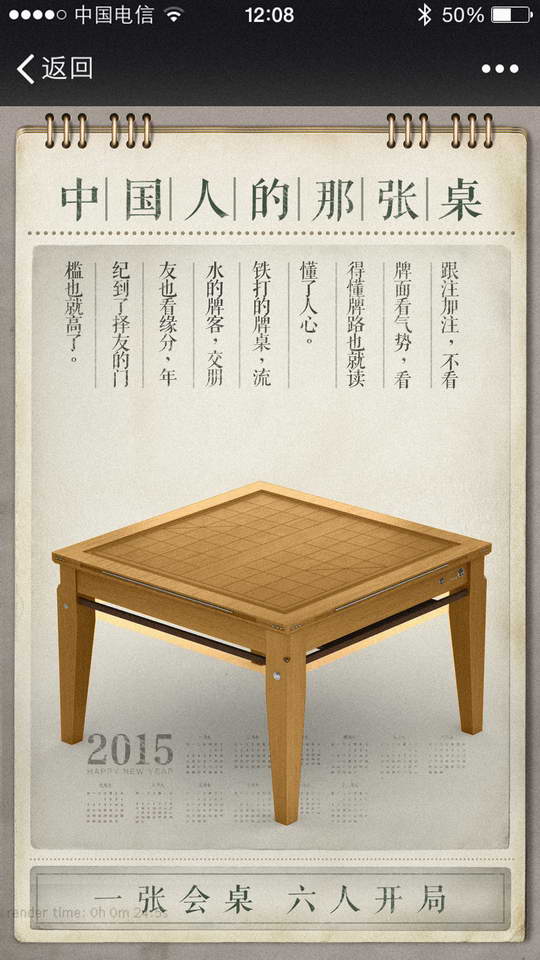 中国电信
12:08
50%
返回
中国人的那张桌
跟注加注，不看
牌面看气势，看
得懂牌路也就读
懂了人心。
铁打的牌桌，流
水的牌客，交朋
友也看缘分，年
纪到了择友的门
槛也就高了。
2015
HAPPY NEW YEAR
一张会桌 六人开局
render time: 0h 0m 24.5s